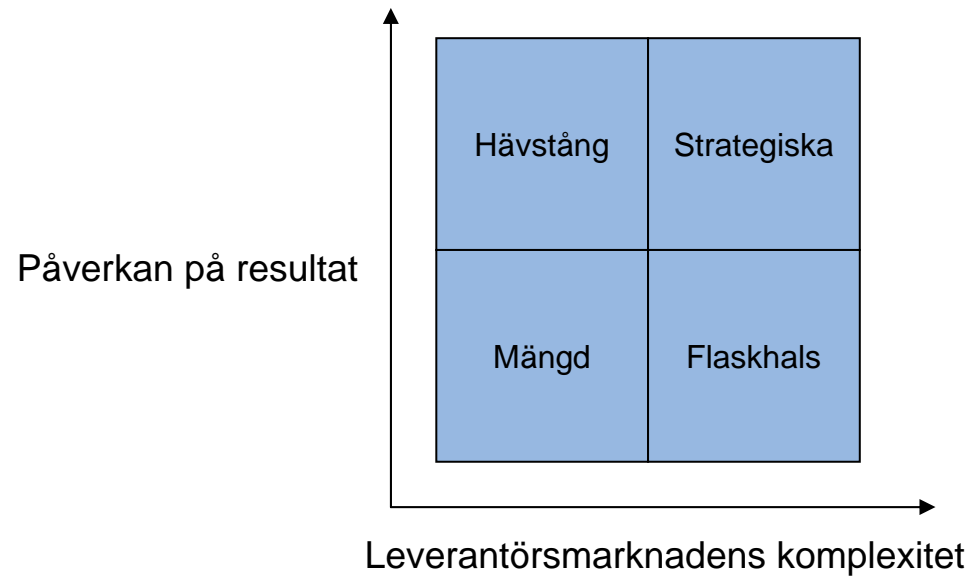 Hävstång
Strategiska
Påverkan på resultat
Mängd
Flaskhals
Leverantörsmarknadens komplexitet